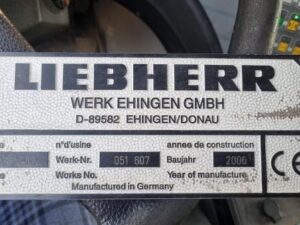 LIEBHERR
WERK EHINGEN GMBH
D-89582 EHINGEN/DONAU
n°d'usine annee de construction
Werk-Nr. 051 607 Baujahr 2006
Works No. Year of manufacture
Manufactured in Germany
CE